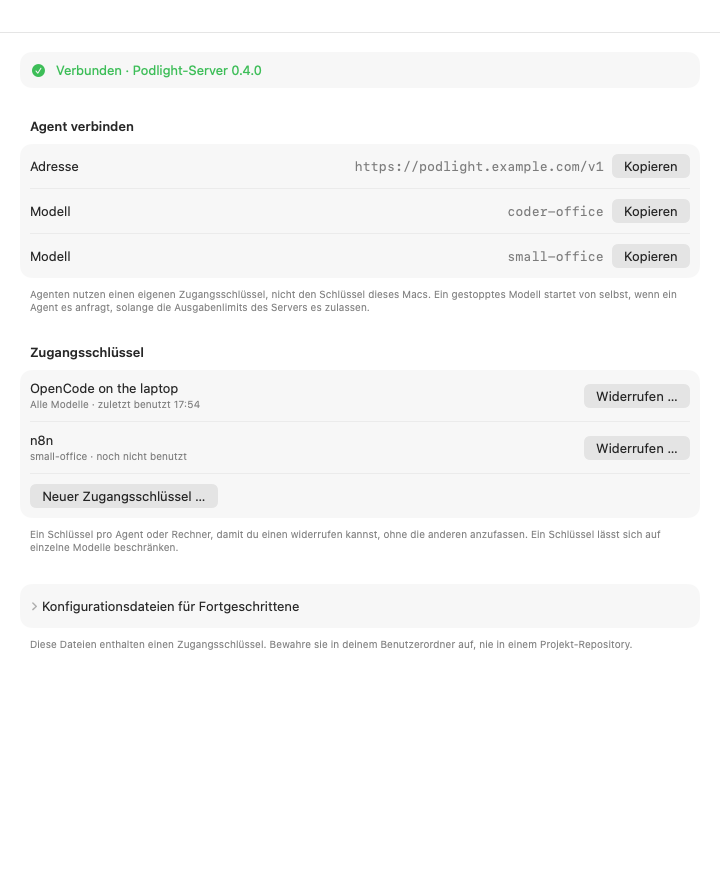 Verbunden · Podlight-Server 0.4.0
Agent verbinden
Adresse https://podlight.example.com/v1 Kopieren
Modell coder-office Kopieren
Modell small-office Kopieren
Agenten nutzen einen eigenen Zugangsschlüssel, nicht den Schlüssel dieses Macs. Ein gestopptes Modell startet von selbst, wenn ein
Agent es anfragt, solange die Ausgabenlimits des Servers es zulassen.
Zugangsschlüssel
OpenCode on the laptop
Alle Modelle · zuletzt benutzt 17:54
Widerrufen ...
n8n
small-office · noch nicht benutzt
Widerrufen ...
Neuer Zugangsschlüssel ...
Ein Schlüssel pro Agent oder Rechner, damit du einen widerrufen kannst, ohne die anderen anzufassen. Ein Schlüssel lässt sich auf
einzelne Modelle beschränken.
Konfigurationsdateien für Fortgeschrittene
Diese Dateien enthalten einen Zugangsschlüssel. Bewahre sie in deinem Benutzerordner auf, nie in einem Projekt-Repository.